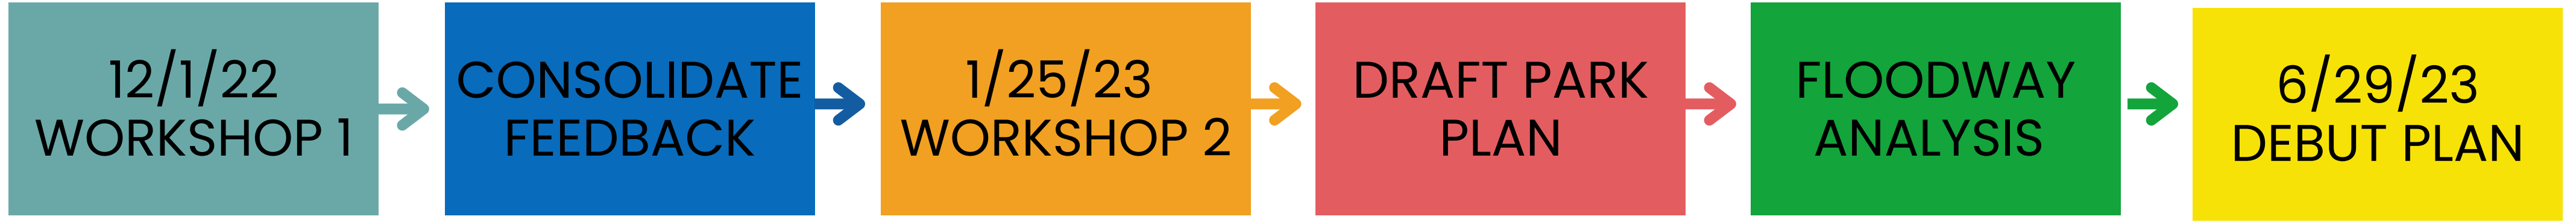 12/1/22
WORKSHOP 1
CONSOLIDATE
FEEDBACK
1/25/23
WORKSHOP 2
DRAFT PARK
PLAN
FLOODWAY
ANALYSIS
6/29/23
DEBUT PLAN